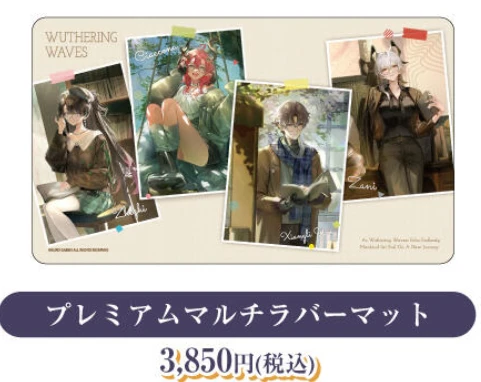 WUTHERING
WAVES
Zhezhi
Zani
Xiangli Yao
プレミアムマルチラバーマット
3,850円(税込)